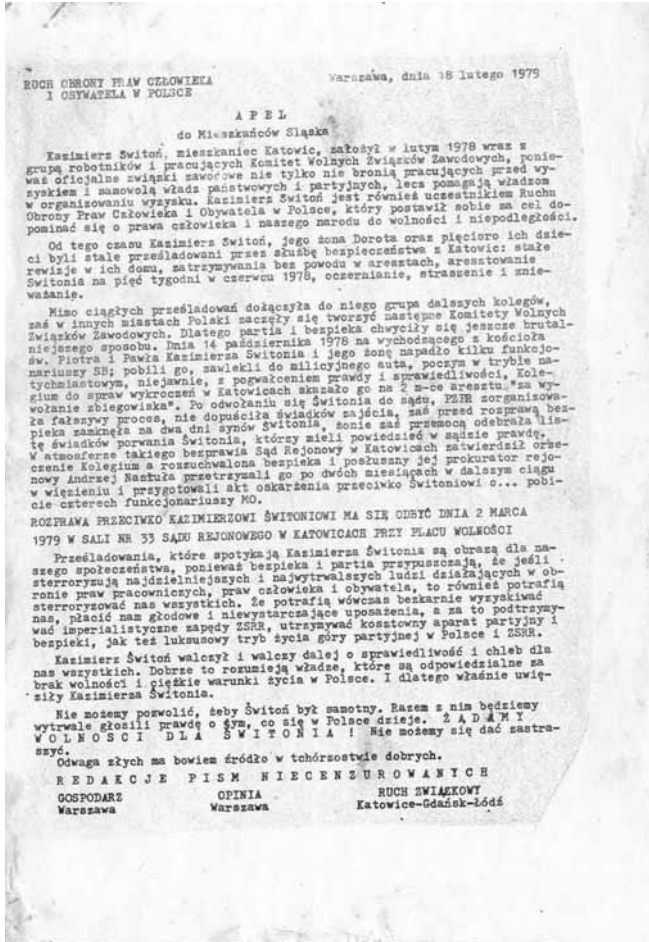 RUCH OBRONY PRAW CZŁOWIEKA
I OBYWATELA W POLSCE
Warszawa, dnia 18 lutego 1979
A P E L
do Mieszkańców Śląska
Kazimierz Świtoń, mieszkaniec Katowic, założył w lutym 1978 wraz z
grupą robotników i pracujących Komitet Wolnych Związków Zawodowych, ponie-
waż oficjalne związki zawodowe nie tylko nie bronią pracujących przed wy-
zyskiem i samowolą władz państwowych i partyjnych, lecz pomagają władzom
w organizowaniu wyzysku. Kazimierz Świtoń jest również uczestnikiem Ruchu
Obrony Praw Człowieka i Obywatela w Polsce, który postawił sobie za cel do-
pominać się o prawa człowieka i naszego narodu do wolności i niepodległości.
Od tego czasu Kazimierz Świtoń, jego żona Dorota oraz pięcioro ich dzie-
ci byli stale prześladowani przez służbę bezpieczeństwa z Katowic: stałe
rewizje w ich domu, zatrzymywania bez powodu w aresztach, aresztowanie
Switonia na pięć tygodni w czerwcu 1978, oczernianie, straszenie i znie-
ważanie.
Mimo ciągłych prześladowań dołączyła do niego grupa dalszych kolegów,
zaś w innych miastach Polski zaczęły się tworzyć następne Komitety Wolnych
Związków Zawodowych. Dlatego partia i bezpieka chwyciły się jeszcze brutal-
niejszego sposobu. Dnia 14 października 1978 na wychodzącego z kościoła
św. Piotra i Pawła Kazimierza Switonia i jego żonę napadło kilku funkcjo-
nariuszy SB; pobili go, zawlekli do milicyjnego auta, poczym w trybie na-
tychmiastowym, niejawnie, z pogwałceniem prawdy i sprawiedliwości, Kole-
gium do spraw wykroczeń w Katowicach skazało go na 2 m-ce aresztu "za wy-
wołanie zbiegowiska". Po odwołaniu się Świtonia do sądu, PZPR zorganizowa-
ła fałszywy proces, nie dopuściła świadków zajścia, zaś przed rozprawą bez-
pieka zamknęła na dwa dni synów Świtonia, żonie zaś przemocą odebrała lis-
tę świadków porwania Świtonia, którzy mieli powiedzieć w sądzie prawdę.
W atmosferze takiego bezprawia Sąd Rejonowy w Katowicach zatwierdził orze-
czenie Kolegium a rozzuchwalona bezpieka i posłuszny jej prokurator rejo-
nowy Andrzej Nastuła przetrzymali go po dwóch miesiącach w dalszym ciągu
w więzieniu i przygotowali akt oskarżenia przeciwko Świtoniowi o... pobi-
cie czterech funkcjonariuszy MO.
ROZPRAWA PRZECIWKO KAZIMIERZOWI ŚWITONIOWI MA SIĘ ODBYĆ DNIA 2 MARCA
1979 W SALI NR 33 SĄDU REJONOWEGO W KATOWICACH PRZY PLACU WOLNOŚCI
Prześladowania, które spotykają Kazimierza Świtonia są obrazą dla na-
szego społeczeństwa, ponieważ bezpieka i partia przypuszczają, że jeśli
sterroryzują najdzielniejszych i najwytrwalszych ludzi działających w ob-
ronie praw pracowniczych, praw człowieka i obywatela, to również potrafią
sterroryzować nas wszystkich. Że potrafią wówczas bezkarnie wyzyskiwać
nas, płacić nam głodowe i niewystarczające uposażenia, a za to podtrzymy-
wać imperialistyczne zapędy ZSRR, utrzymywać kosztowny aparat partyjny i
bezpieki, jak też luksusowy tryb życia góry partyjnej w Polsce i ZSRR.
Kazimierz Świtoń walczył i walczy dalej o sprawiedliwość i chleb dla
nas wszystkich. Dobrze to rozumieją władze, które są odpowiedzialne za
brak wolności i ciężkie warunki życia w Polsce. I dlatego właśnie uwię-
ziły Kazimierza Świtonia.
Nie możemy pozwolić, żeby Świtoń był samotny. Razem z nim będziemy
wytrwale głosili prawdę o tym, co się w Polsce dzieje. Ż Ą D A M Y
W O L N O Ś C I D L A Ś W I T O N I A ! Nie możemy się dać zastra-
szyć.
Odwaga złych ma bowiem źródło w tchórzostwie dobrych.
R E D A K C J E P I S M N I E C E N Z U R O W A N Y C H
GOSPODARZ OPINIA RUCH ZWIĄZKOWY
Warszawa Warszawa Katowice-Gdańsk-Łódź